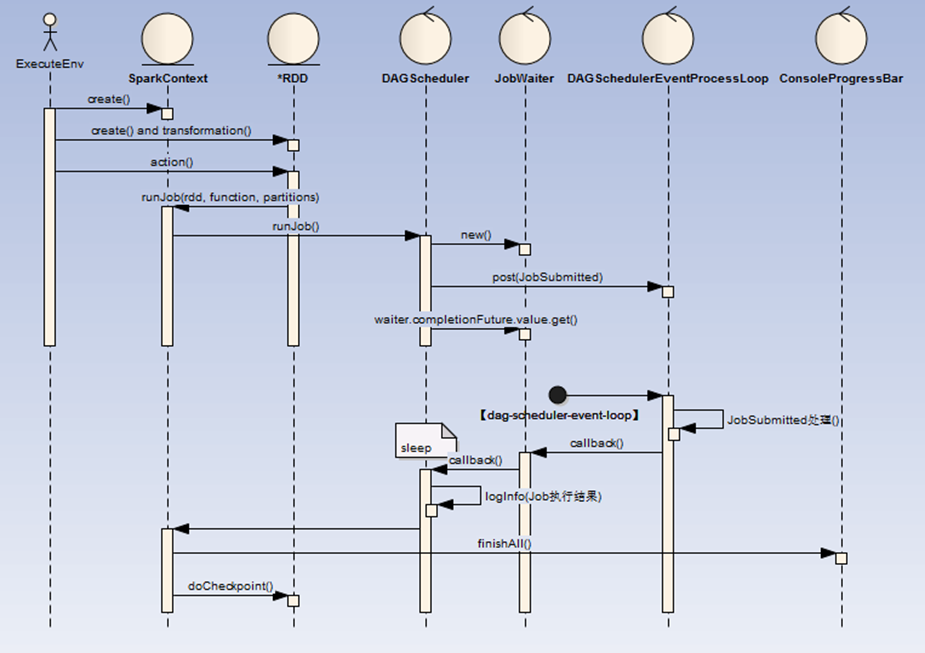 ExecuteEnv
SparkContext
*RDD
DAGScheduler
JobWaiter
DAGSchedulerEventProcessLoop
ConsoleProgressBar
create()
create() and transformation()
action()
runJob(rdd, function, partitions)
runJob()
new()
post(JobSubmitted)
waiter.completionFuture.value.get()
【dag-scheduler-event-loop】
JobSubmitted处理()
sleep
callback()
callback()
logInfo(Job执行结果)
finishAll()
doCheckpoint()